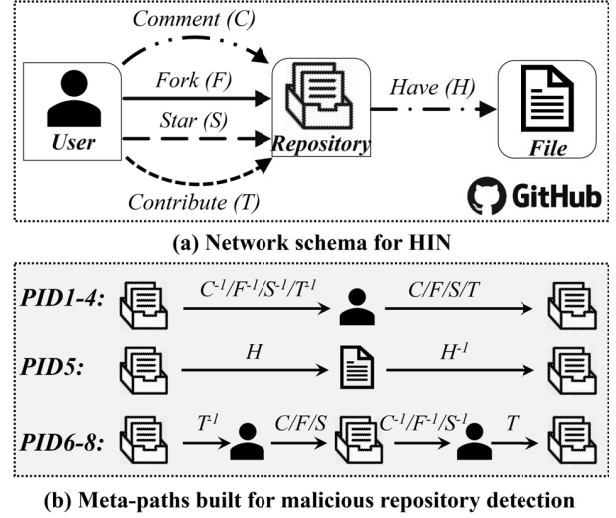 Comment (C)
Fork (F)
Star (S)
Contribute (T)
User
Repository
Have (H)
File
GitHub
(a) Network schema for HIN
PID1-4: C⁻¹/F⁻¹/S⁻¹/T⁻¹ C/F/S/T
PID5: H H⁻¹
PID6-8: T⁻¹ C/F/S C⁻¹/F⁻¹/S⁻¹ T
(b) Meta-paths built for malicious repository detection